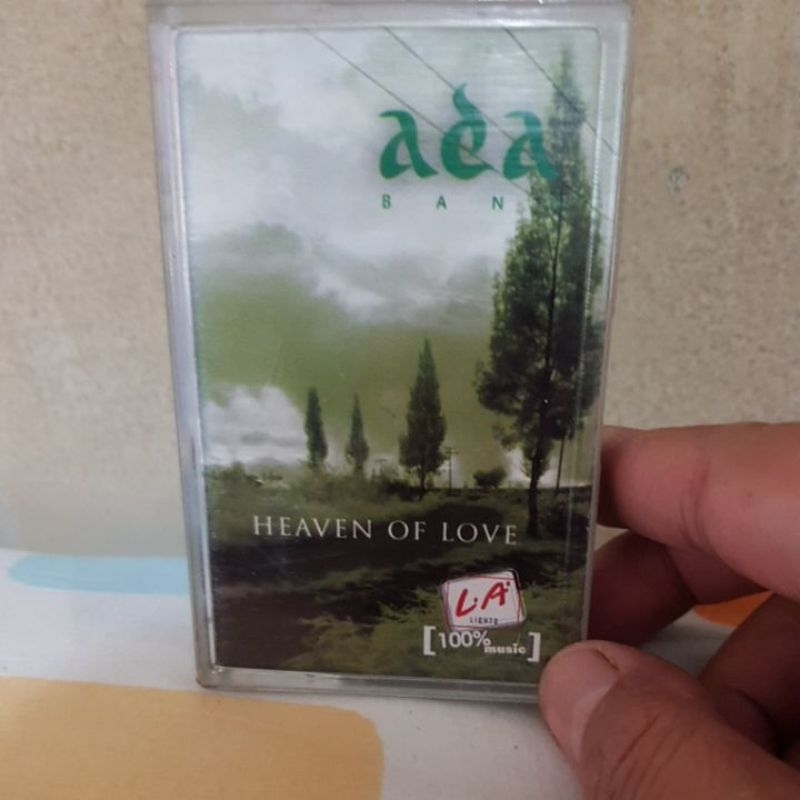 ada
BAN
HEAVEN OF LOVE
L.A.
LIGHTS
[100% music]